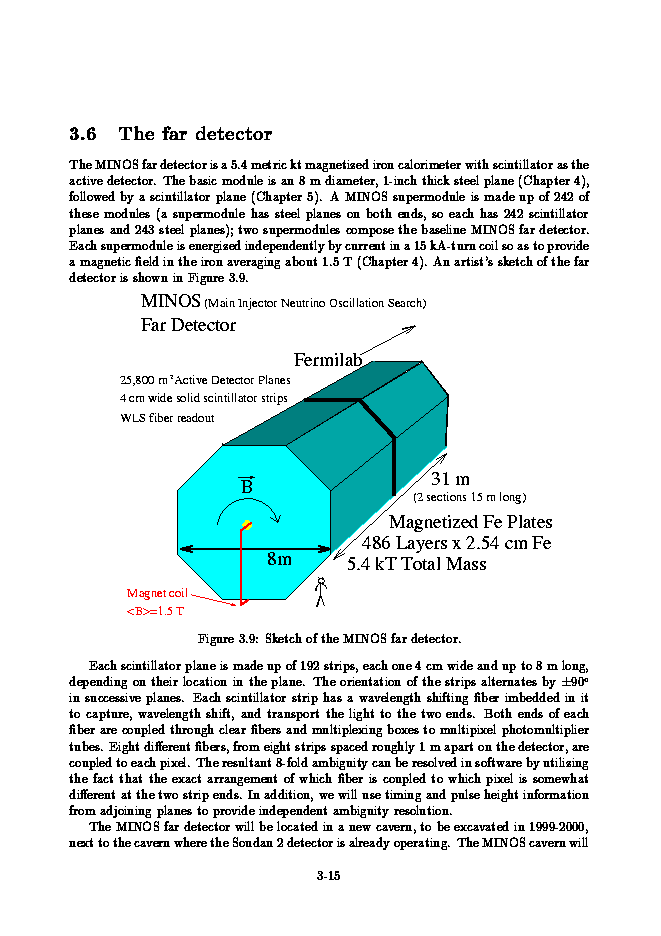 3.6 The far detector
The MINOS far detector is a 5.4 metric kt magnetized iron calorimeter with scintillator as the
active detector. The basic module is an 8 m diameter, 1-inch thick steel plane (Chapter 4),
followed by a scintillator plane (Chapter 5). A MINOS supermodule is made up of 242 of
these modules (a supermodule has steel planes on both ends, so each has 242 scintillator
planes and 243 steel planes); two supermodules compose the baseline MINOS far detector.
Each supermodule is energized independently by current in a 15 kA-turn coil so as to provide
a magnetic field in the iron averaging about 1.5 T (Chapter 4). An artist's sketch of the far
detector is shown in Figure 3.9.
MINOS (Main Injector Neutrino Oscillation Search)
Far Detector
Fermilab
25,800 m² Active Detector Planes
4 cm wide solid scintillator strips
WLS fiber readout
B
31 m
(2 sections 15 m long)
Magnetized Fe Plates
486 Layers x 2.54 cm Fe
8m
5.4 kT Total Mass
Magnet coil
<B>=1.5 T
Figure 3.9: Sketch of the MINOS far detector.
Each scintillator plane is made up of 192 strips, each one 4 cm wide and up to 8 m long,
depending on their location in the plane. The orientation of the strips alternates by ±90°
in successive planes. Each scintillator strip has a wavelength shifting fiber imbedded in it
to capture, wavelength shift, and transport the light to the two ends. Both ends of each
fiber are coupled through clear fibers and multiplexing boxes to multipixel photomultiplier
tubes. Eight different fibers, from eight strips spaced roughly 1 m apart on the detector, are
coupled to each pixel. The resultant 8-fold ambiguity can be resolved in software by utilizing
the fact that the exact arrangement of which fiber is coupled to which pixel is somewhat
different at the two strip ends. In addition, we will use timing and pulse height information
from adjoining planes to provide independent ambiguity resolution.
The MINOS far detector will be located in a new cavern, to be excavated in 1999-2000,
next to the cavern where the Soudan 2 detector is already operating. The MINOS cavern will
3-15